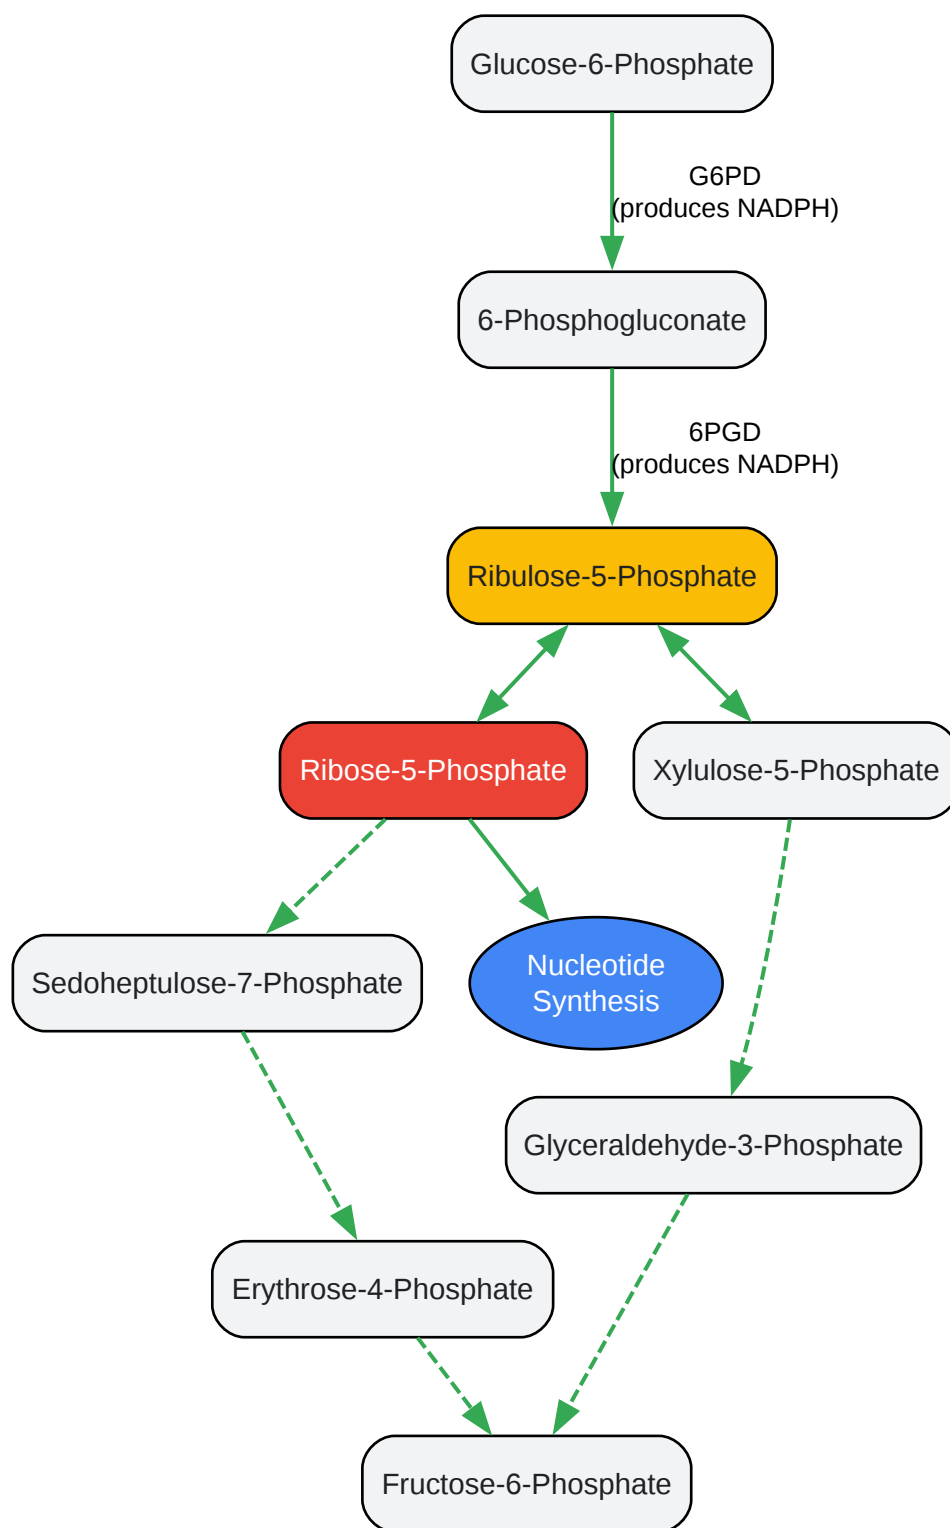 Glucose-6-Phosphate
G6PD
(produces NADPH)
6-Phosphogluconate
6PGD
(produces NADPH)
Ribulose-5-Phosphate
Ribose-5-Phosphate
Xylulose-5-Phosphate
Nucleotide
Synthesis
Sedoheptulose-7-Phosphate
Glyceraldehyde-3-Phosphate
Erythrose-4-Phosphate
Fructose-6-Phosphate